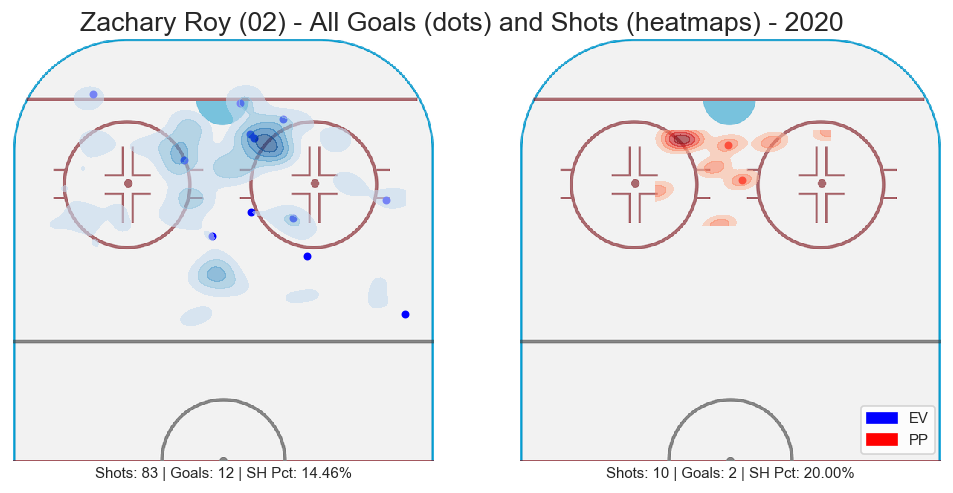 Zachary Roy (02) - All Goals (dots) and Shots (heatmaps) - 2020
EV
PP
Shots: 83 | Goals: 12 | SH Pct: 14.46%
Shots: 10 | Goals: 2 | SH Pct: 20.00%